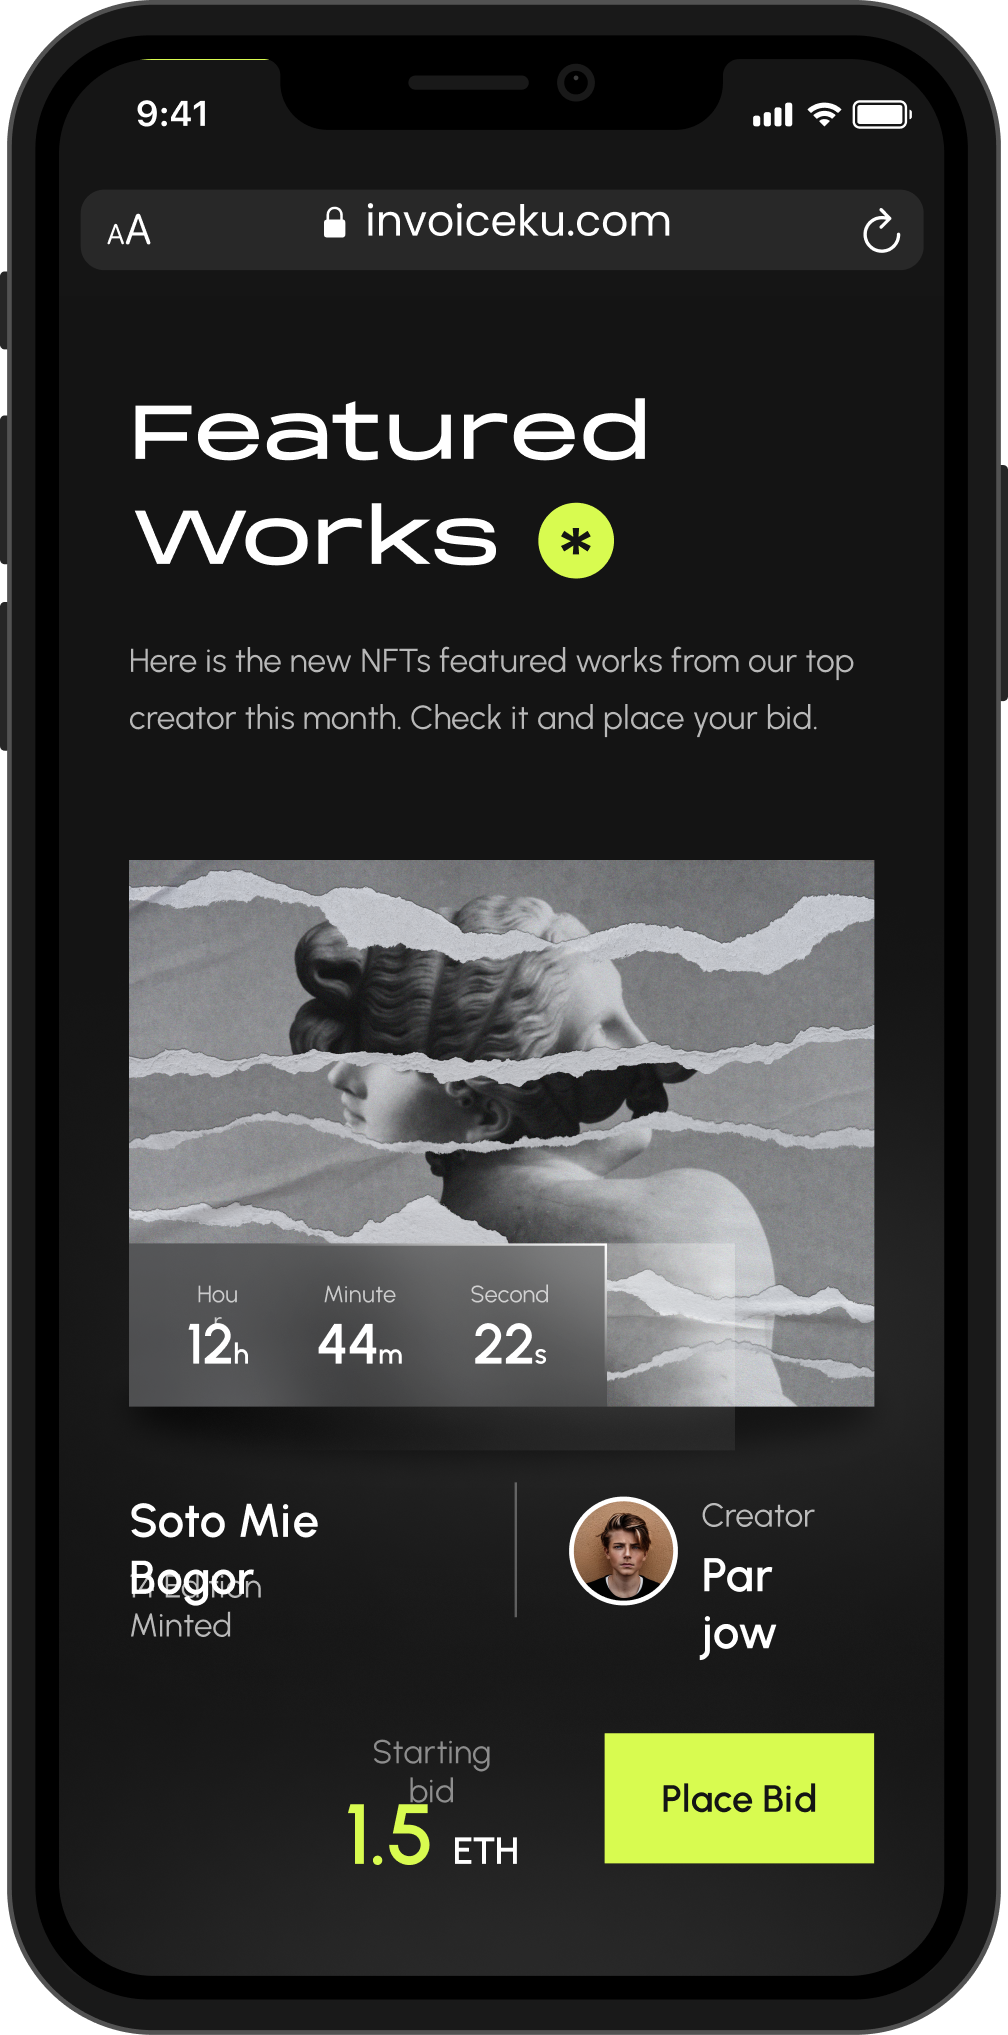 9:41
AA
invoiceku.com
Featured
Works *
Here is the new NFTs featured works from our top
creator this month. Check it and place your bid.
Hou
r
Minute
Second
12h
44m
22s
Soto Mie
Bogor
Edition
Minted
Creator
Par
jow
Starting
bid
1.5 ETH
Place Bid